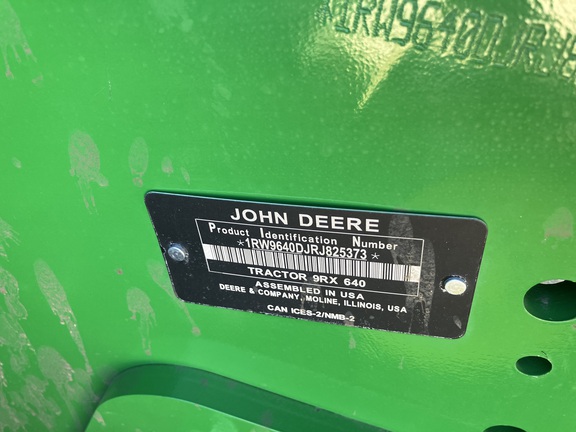 *1RW9640DJRJ8
JOHN DEERE
Product Identification Number
*1RW9640DJRJ825373*
TRACTOR 9RX 640
ASSEMBLED IN USA
DEERE & COMPANY, MOLINE, ILLINOIS, USA
CAN ICES-2/NMB-2